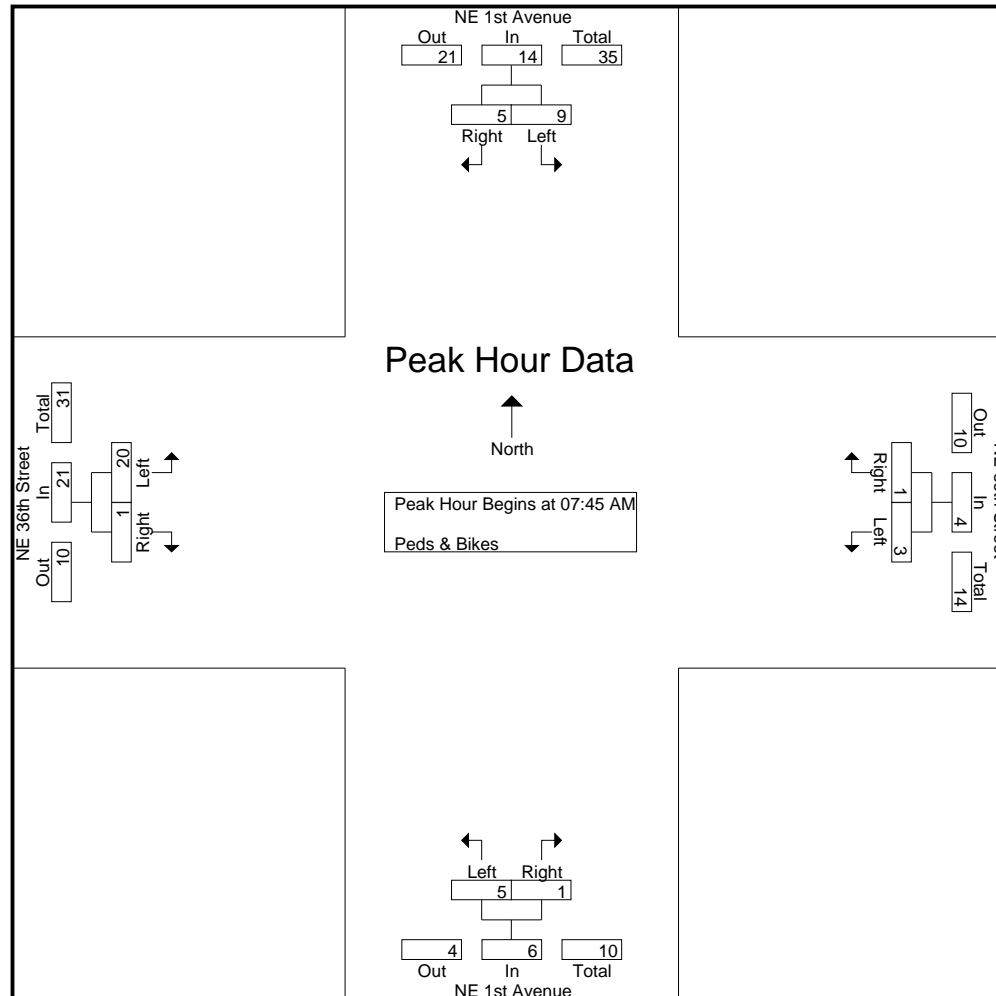 NE 1st Avenue
Out In Total
21 14 35
5 9
Right Left
Peak Hour Data
North
Peak Hour Begins at 07:45 AM
Peds & Bikes
NE 36th Street
Out In Total
10 21 31
Right Left
1 20
Right Left
1 3
Out In Total
10 4 14
Left Right
5 1
4 6 10
Out In Total
NE 1st Avenue